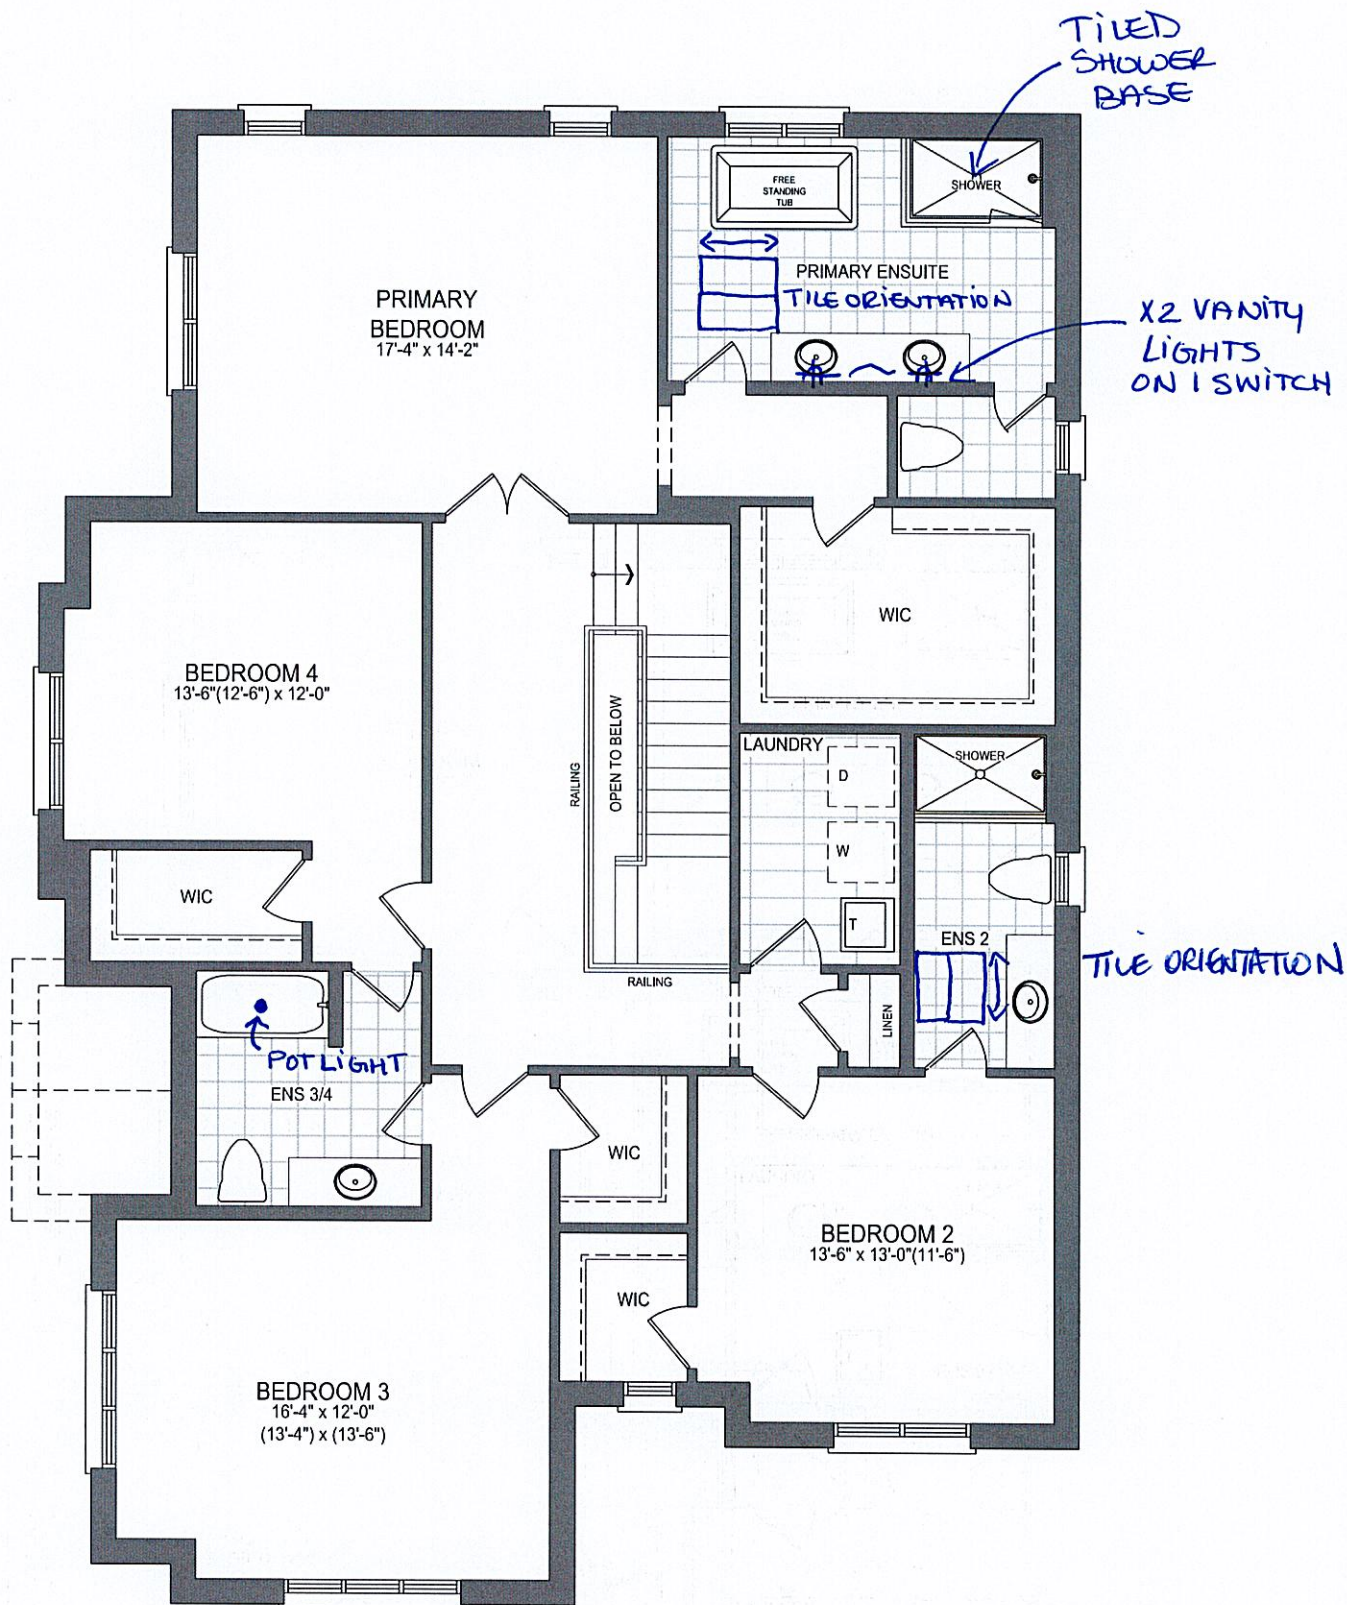 TILED
SHOWER
BASE
FREE
STANDING
TUB
SHOWER
PRIMARY ENSUITE
TILE ORIENTATION
X2 VANITY
LIGHTS
ON 1 SWITCH
PRIMARY
BEDROOM
17'-4" x 14'-2"
WIC
BEDROOM 4
13'-6"(12'-6") x 12'-0"
RAILING
OPEN TO BELOW
LAUNDRY
D
W
T
SHOWER
WIC
ENS 2
TILE ORIENTATION
RAILING
LINEN
POT LIGHT
ENS 3/4
WIC
BEDROOM 2
13'-6" x 13'-0"(11'-6")
WIC
BEDROOM 3
16'-4" x 12'-0"
(13'-4") x (13'-6")